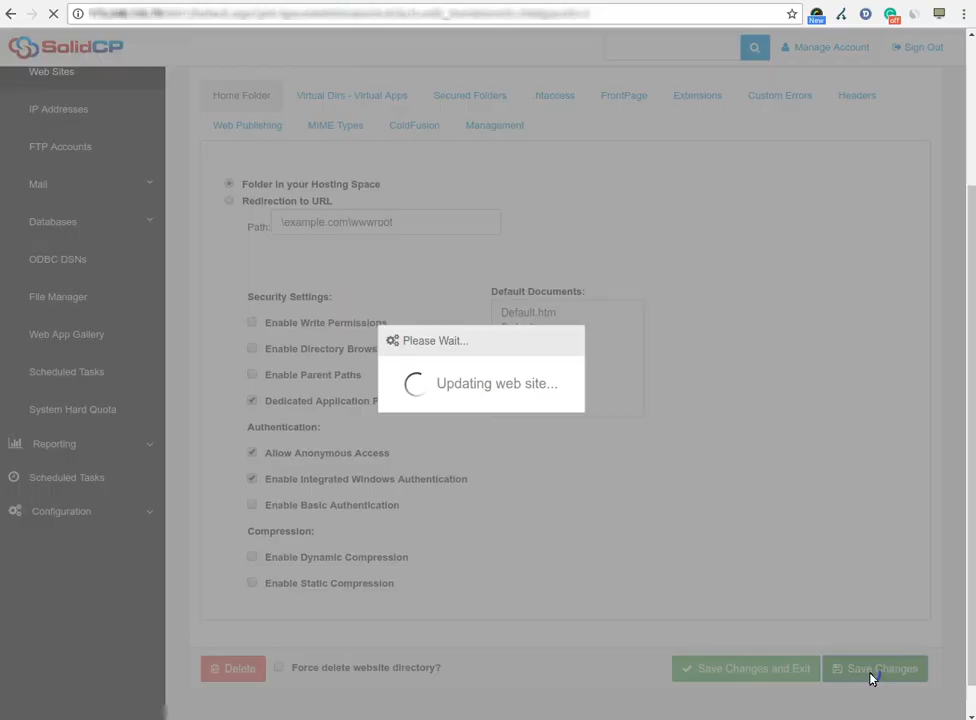 New
off
SolidCP
Manage Account
Sign Out
Web Sites
IP Addresses
FTP Accounts
Mail
Databases
ODBC DSNs
File Manager
Web App Gallery
Scheduled Tasks
System Hard Quota
Reporting
Scheduled Tasks
Configuration
Home Folder Virtual Dirs - Virtual Apps Secured Folders .htaccess FrontPage Extensions Custom Errors Headers
Web Publishing MIME Types ColdFusion Management
Folder in your Hosting Space
Redirection to URL
Path: \example.com\wwwroot
Security Settings:
Enable Write Permissions
Enable Directory Brows
Enable Parent Paths
Dedicated Application P
Default Documents:
Default.htm
Please Wait...
Updating web site...
Authentication:
Allow Anonymous Access
Enable Integrated Windows Authentication
Enable Basic Authentication
Compression:
Enable Dynamic Compression
Enable Static Compression
Delete Force delete website directory? Save Changes and Exit Save Changes